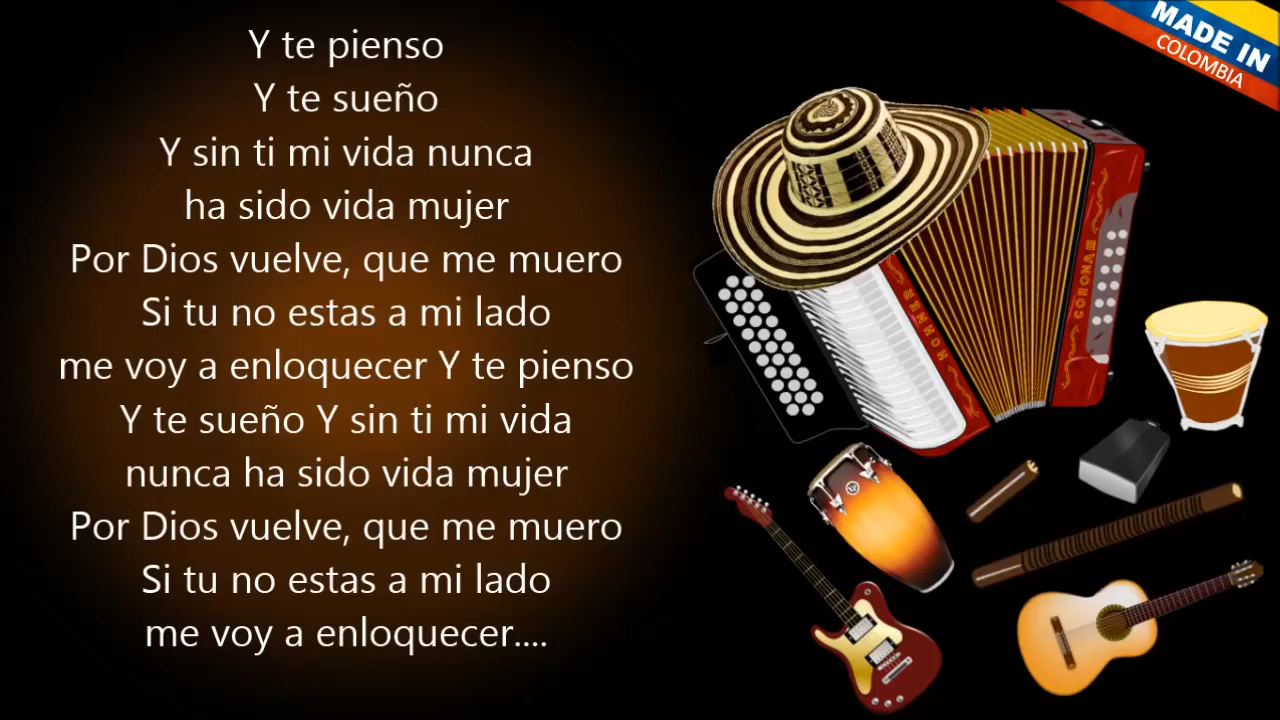 Y te pienso
Y te sueño
Y sin ti mi vida nunca
ha sido vida mujer
Por Dios vuelve, que me muero
Si tu no estas a mi lado
me voy a enloquecer Y te pienso
Y te sueño Y sin ti mi vida
nunca ha sido vida mujer
Por Dios vuelve, que me muero
Si tu no estas a mi lado
me voy a enloquecer....
MADE IN
COLOMBIA
HOHNER
CORONA III
LP